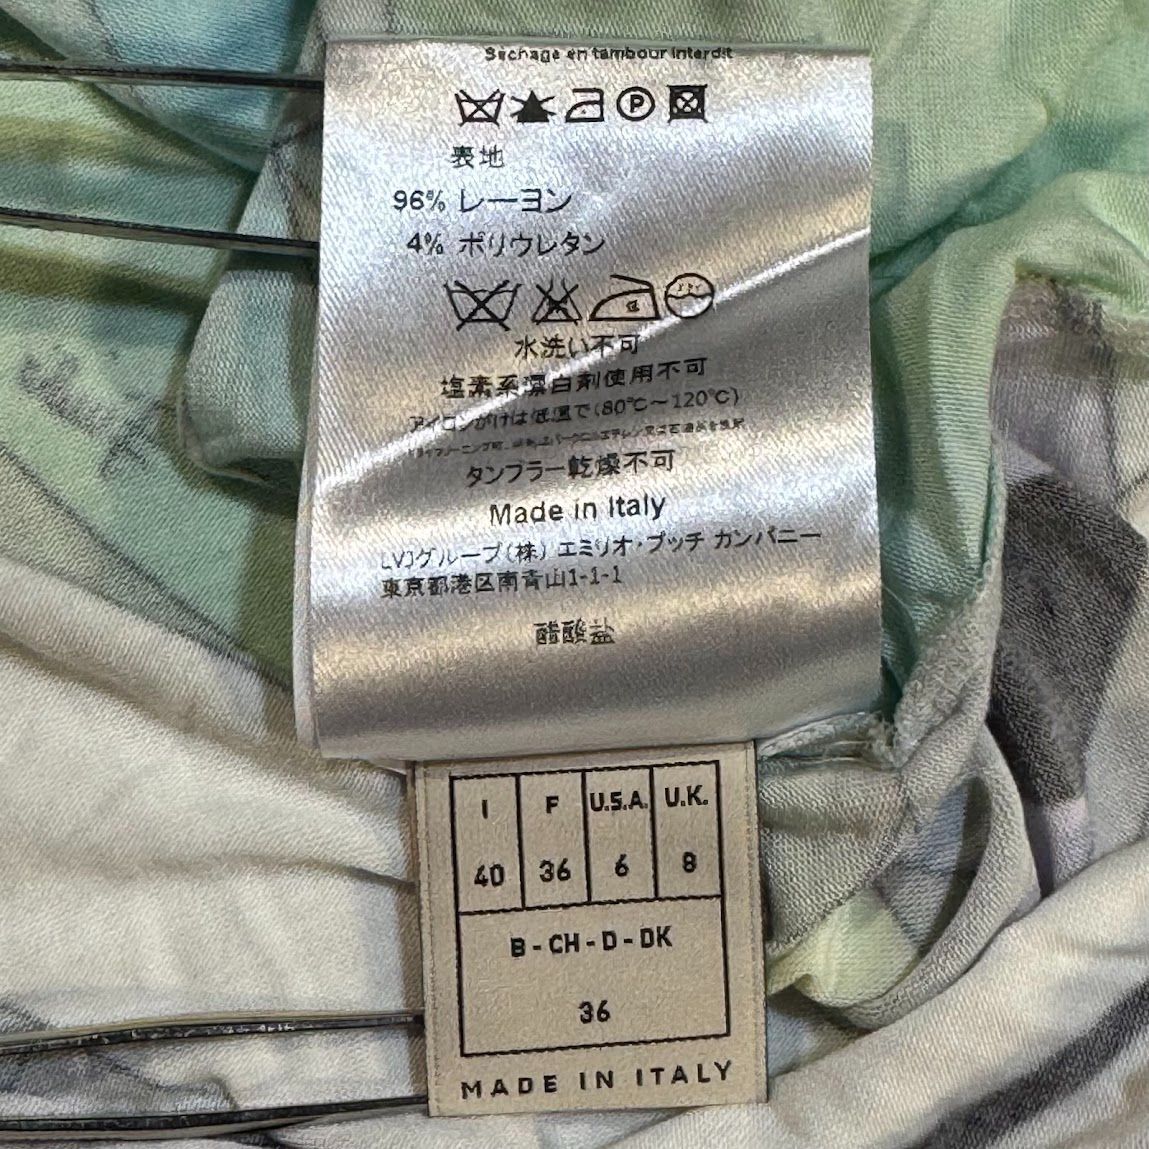 Séchage en tambour interdit
P
表地
96% レーヨン
4% ポリウレタン
水洗い不可
塩素系漂白剤使用不可
アイロンがけは低温で(80℃～120℃)
タンブラー乾燥不可
Made in Italy
LVJグループ(株) エミリオ・プッチ カンパニー
東京都港区南青山1-1-1
醋酸盐
I F U.S.A. U.K.
40 36 6 8
B - CH - D - DK
36
MADE IN ITALY